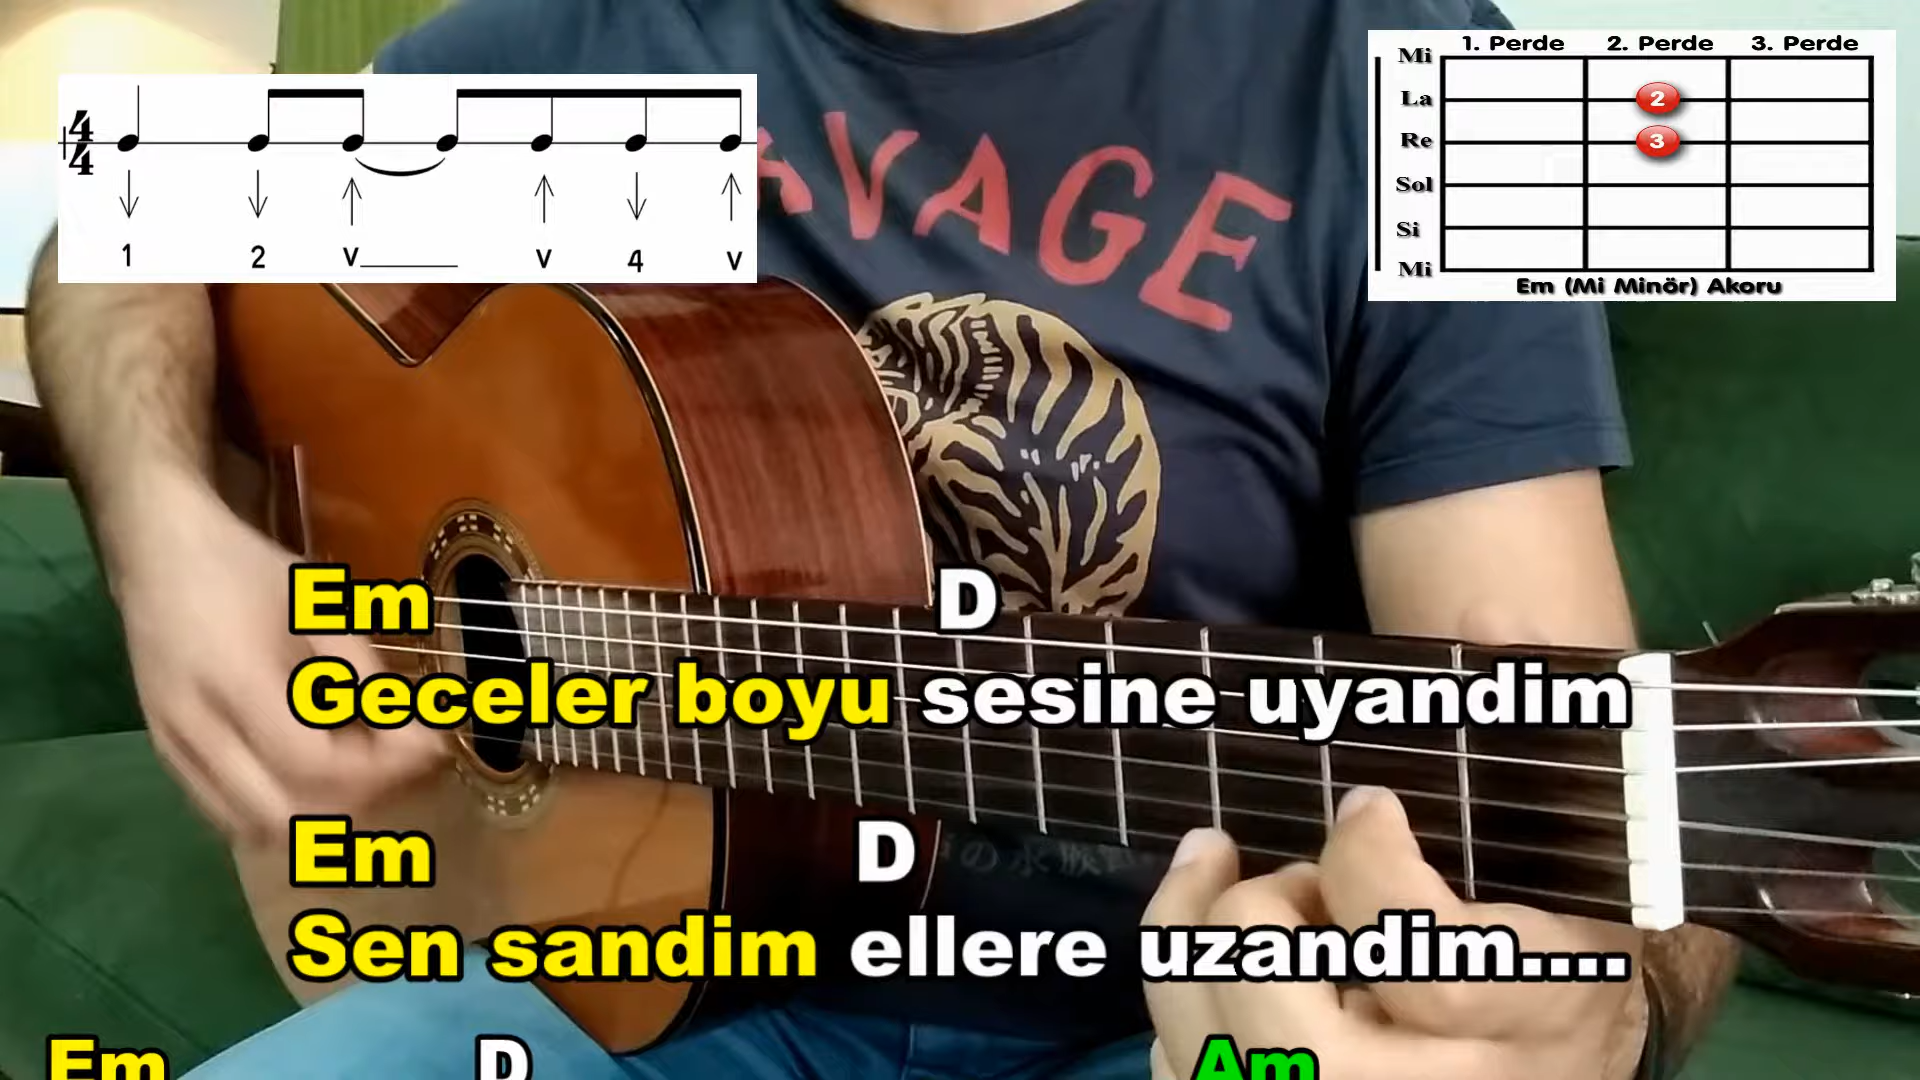 4
4
1 2 v v 4 v
AVAGE
1. Perde 2. Perde 3. Perde
Mi
La 2
Re 3
Sol
Si
Mi
Em (Mi Minör) Akoru
Em D
Geceler boyu sesine uyandim
Em D
Sen sandim ellere uzandim....
Em D Am